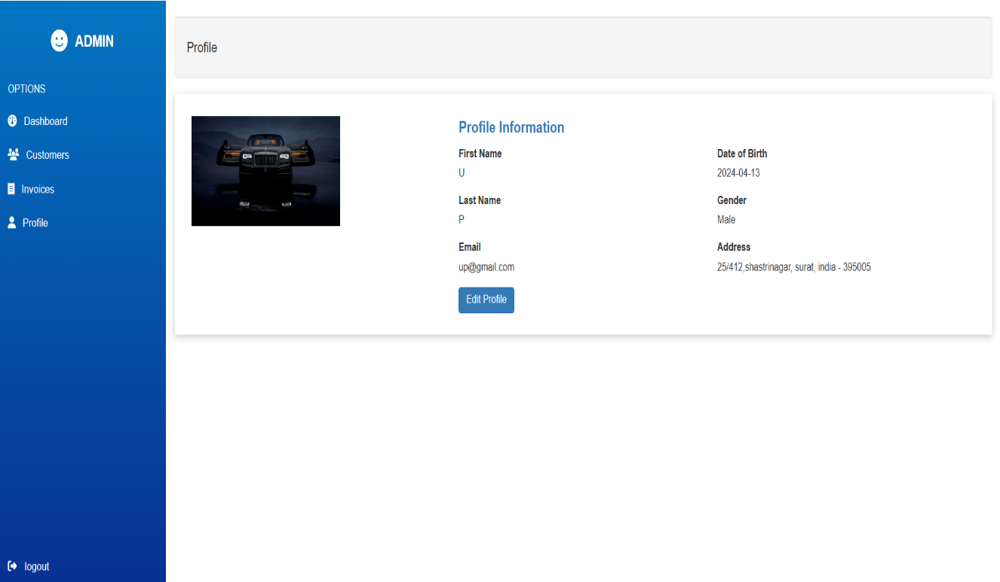 ADMIN
OPTIONS
Dashboard
Customers
Invoices
Profile
logout
Profile
Profile Information
First Name
U
Last Name
P
Email
up@gmail.com
Edit Profile
Date of Birth
2024-04-13
Gender
Male
Address
25/412,shastrinagar, surat, india - 395005